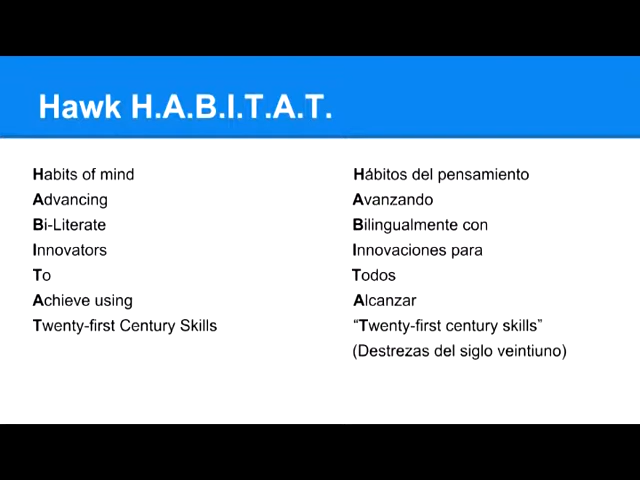 Hawk H.A.B.I.T.A.T.
Habits of mind
Advancing
Bi-Literate
Innovators
To
Achieve using
Twenty-first Century Skills
Hábitos del pensamiento
Avanzando
Bilingualmente con
Innovaciones para
Todos
Alcanzar
“Twenty-first century skills”
(Destrezas del siglo veintiuno)